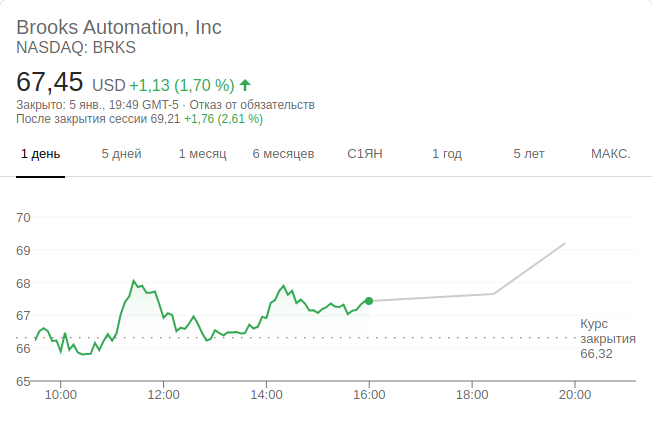 Brooks Automation, Inc
NASDAQ: BRKS
67,45 USD +1,13 (1,70 %)
Закрыто: 5 янв., 19:49 GMT-5 · Отказ от обязательств
После закрытия сессии 69,21 +1,76 (2,61 %)
1 день 5 дней 1 месяц 6 месяцев С1ЯН 1 год 5 лет МАКС.
70
69
68
67
66
65
Курс
закрытия
66,32
10:00 12:00 14:00 16:00 18:00 20:00